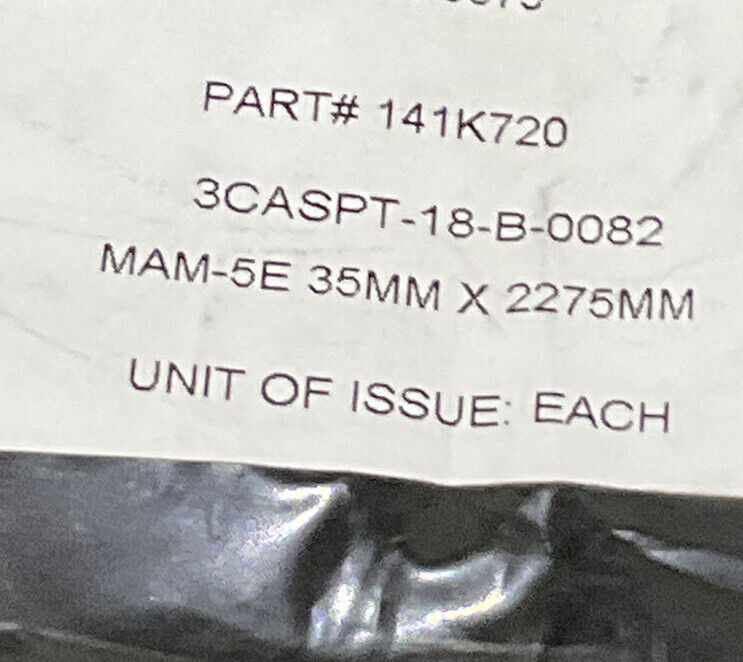 PART# 141K720
3CASPT-18-B-0082
MAM-5E 35MM X 2275MM
UNIT OF ISSUE: EACH